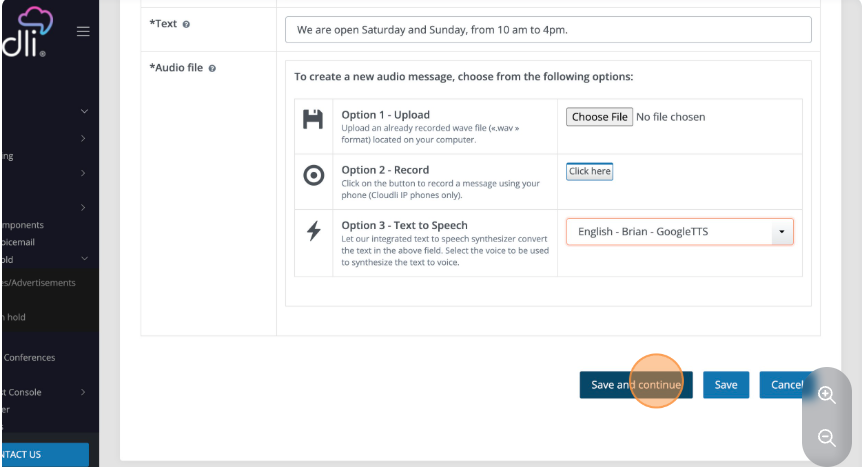 dli®
*Text
We are open Saturday and Sunday, from 10 am to 4pm.
*Audio file
To create a new audio message, choose from the following options:
Option 1 - Upload
Upload an already recorded wave file («.wav »
format) located on your computer.
Choose File No file chosen
Option 2 - Record
Click on the button to record a message using your
phone (Cloudli IP phones only).
Click here
Option 3 - Text to Speech
Let our integrated text to speech synthesizer convert
the text in the above field. Select the voice to be used
to synthesize the text to voice.
English - Brian - GoogleTTS
Save and continue
Save
Cancel
ng
mponents
oicemail
old
es/Advertisements
n hold
Conferences
st Console
er
s
NTACT US